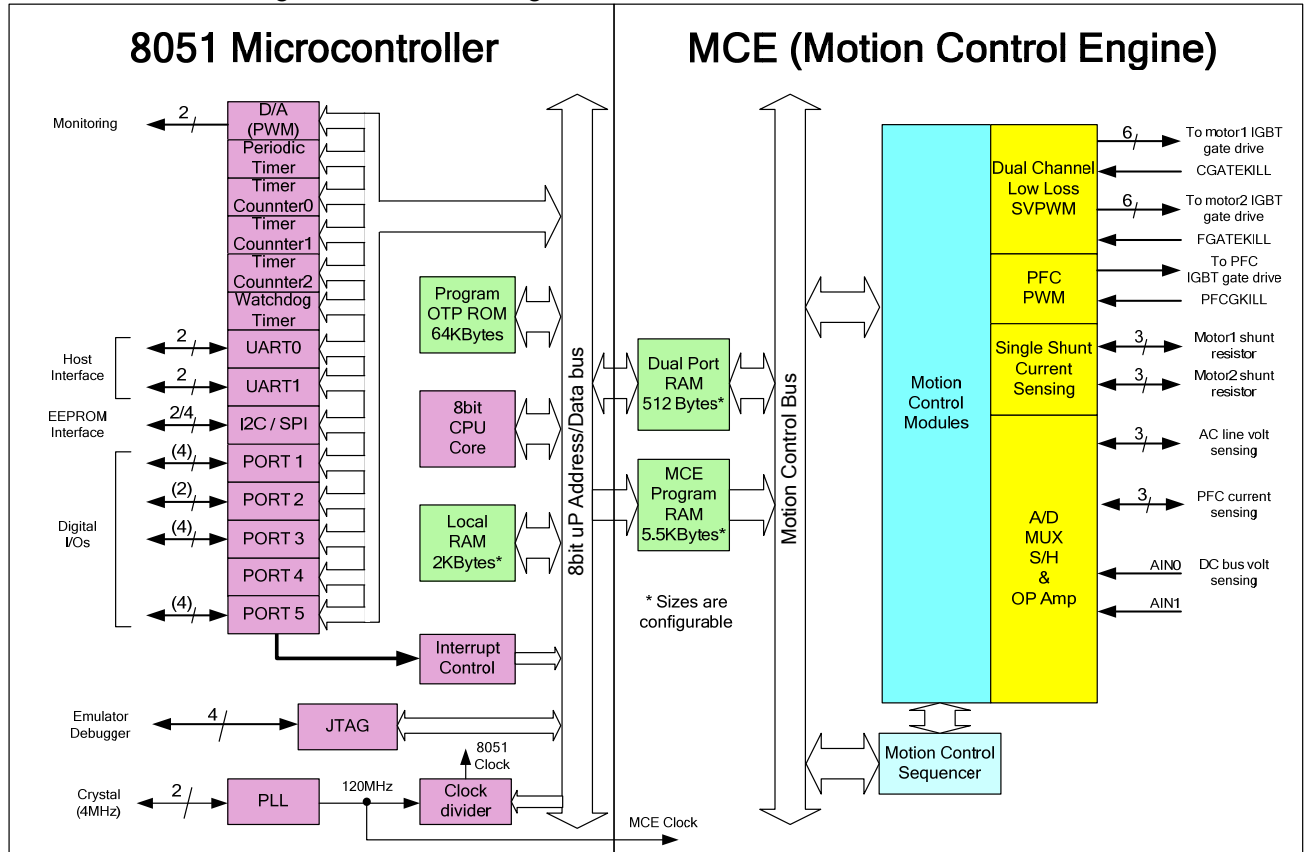 8051 Microcontroller
MCE (Motion Control Engine)
Monitoring
2
D/A
(PWM)
Periodic
Timer
Timer
Counnter0
Timer
Counnter1
Timer
Counnter2
Watchdog
Timer
Host
Interface
2
UART0
2
UART1
EEPROM
Interface
2/4
I2C / SPI
Digital
I/Os
(4)
PORT 1
(2)
PORT 2
(4)
PORT 3
PORT 4
(4)
PORT 5
Program
OTP ROM
64KBytes
8bit
CPU
Core
Local
RAM
2KBytes*
Interrupt
Control
Emulator
Debugger
4
JTAG
8051
Clock
Crystal
(4MHz)
2
PLL
120MHz
Clock
divider
MCE Clock
8bit uP Address/Data bus
Dual Port
RAM
512 Bytes*
MCE
Program
RAM
5.5KBytes*
* Sizes are
configurable
Motion Control Bus
Motion
Control
Modules
Motion Control
Sequencer
Dual Channel
Low Loss
SVPWM
PFC
PWM
Single Shunt
Current
Sensing
A/D
MUX
S/H
&
OP Amp
6
To motor1 IGBT
gate drive
CGATEKILL
6
To motor2 IGBT
gate drive
FGATEKILL
To PFC
IGBT gate drive
PFCGKILL
3
Motor1 shunt
resistor
3
Motor2 shunt
resistor
3
AC line volt
sensing
3
PFC current
sensing
AIN0
DC bus volt
sensing
AIN1